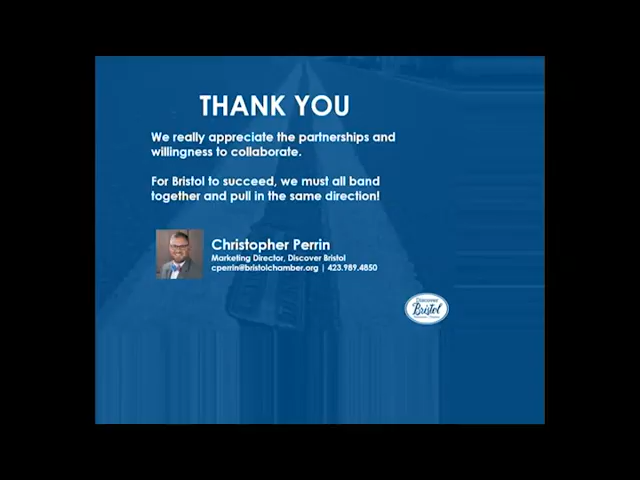 THANK YOU
We really appreciate the partnerships and
willingness to collaborate.
For Bristol to succeed, we must all band
together and pull in the same direction!
Christopher Perrin
Marketing Director, Discover Bristol
cperrin@bristolchamber.org | 423.989.4850
Discover
Bristol